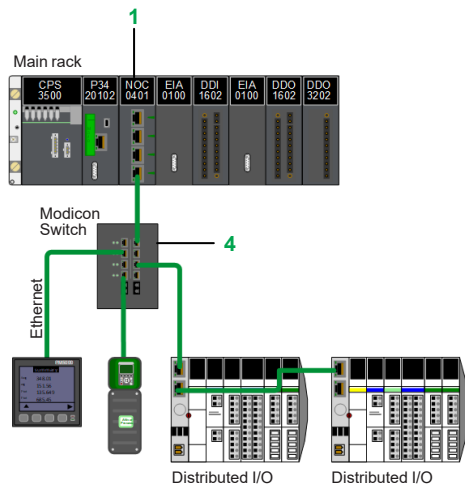 1
Main rack
CPS 3500
P34 20102
NOC 0401
EIA 0100
DDI 1602
EIA 0100
DDO 1602
DDO 3202
Modicon
Switch
4
Ethernet
Distributed I/O
Distributed I/O